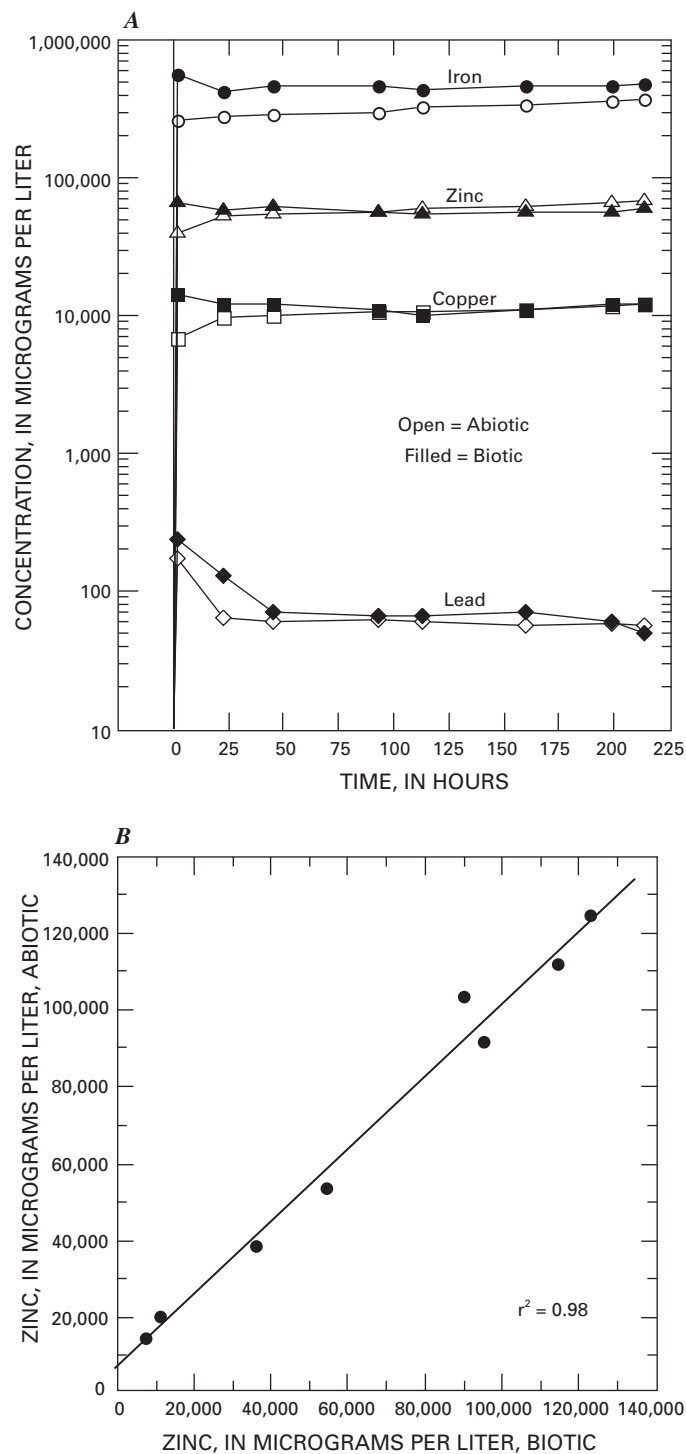 A
CONCENTRATION, IN MICROGRAMS PER LITER
1,000,000
100,000
10,000
1,000
100
10
Iron
Zinc
Copper
Open = Abiotic
Filled = Biotic
Lead
0 25 50 75 100 125 150 175 200 225
TIME, IN HOURS
B
ZINC, IN MICROGRAMS PER LITER, ABIOTIC
140,000
120,000
100,000
80,000
60,000
40,000
20,000
0
r² = 0.98
0 20,000 40,000 60,000 80,000 100,000 120,000 140,000
ZINC, IN MICROGRAMS PER LITER, BIOTIC